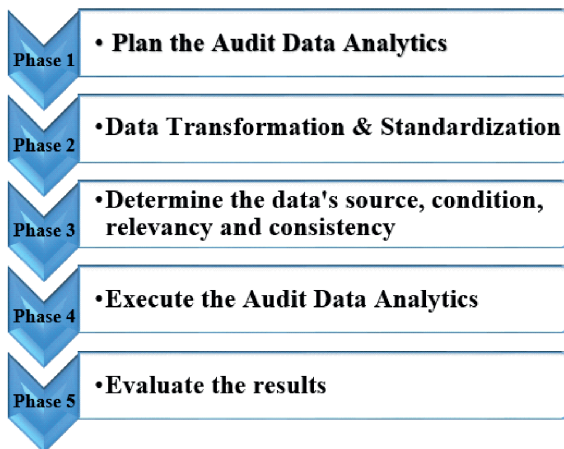 Phase 1
• Plan the Audit Data Analytics
Phase 2
•Data Transformation & Standardization
Phase 3
•Determine the data's source, condition,
relevancy and consistency
Phase 4
•Execute the Audit Data Analytics
Phase 5
•Evaluate the results